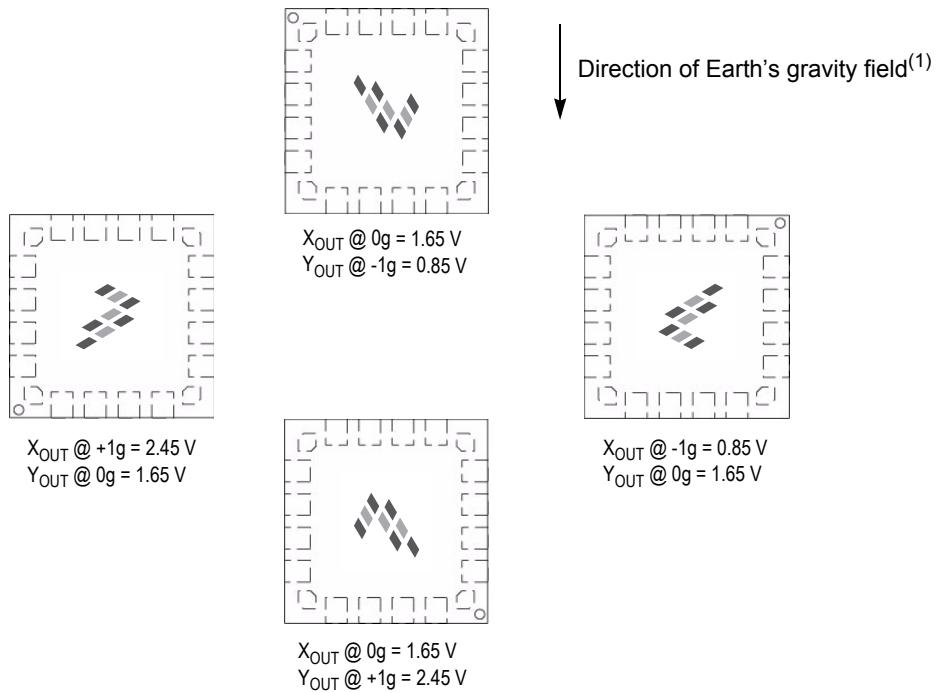 Direction of Earth's gravity field(1)
XOUT @ 0g = 1.65 V
YOUT @ -1g = 0.85 V
XOUT @ +1g = 2.45 V
YOUT @ 0g = 1.65 V
XOUT @ -1g = 0.85 V
YOUT @ 0g = 1.65 V
XOUT @ 0g = 1.65 V
YOUT @ +1g = 2.45 V